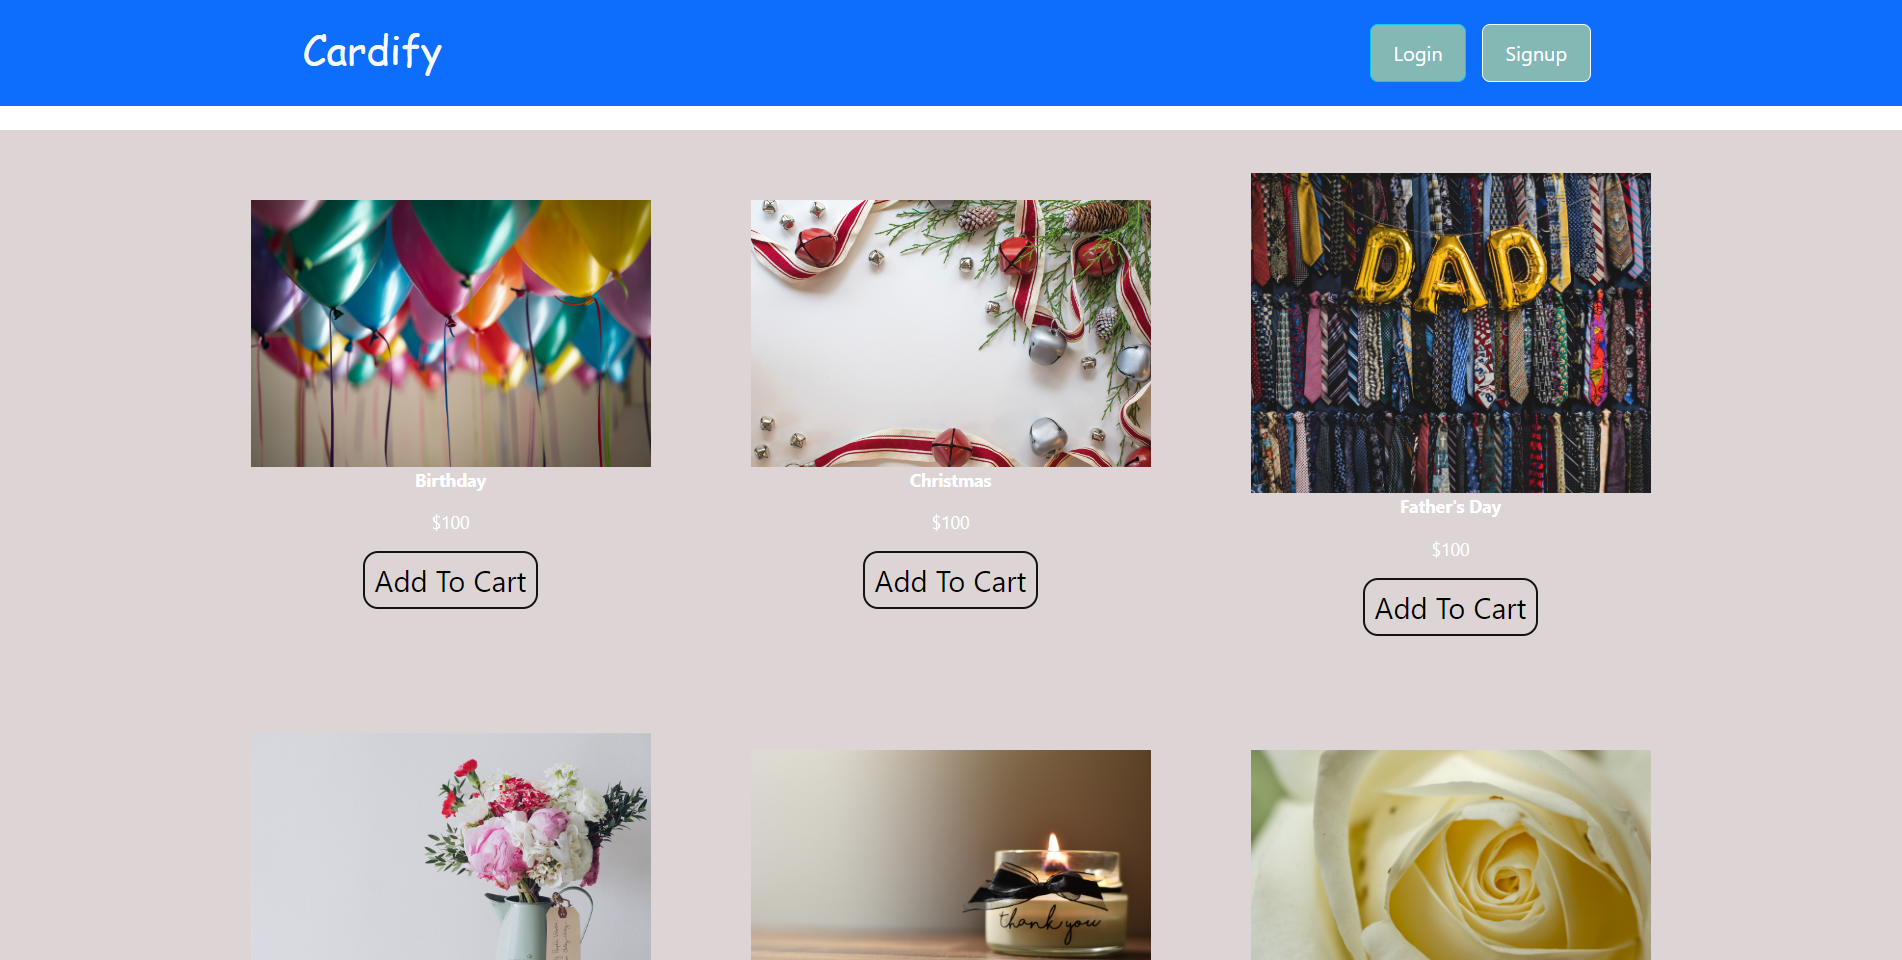 Cardify
Login
Signup
DAD
Birthday
$100
Add To Cart
Christmas
$100
Add To Cart
Father's Day
$100
Add To Cart
thank you